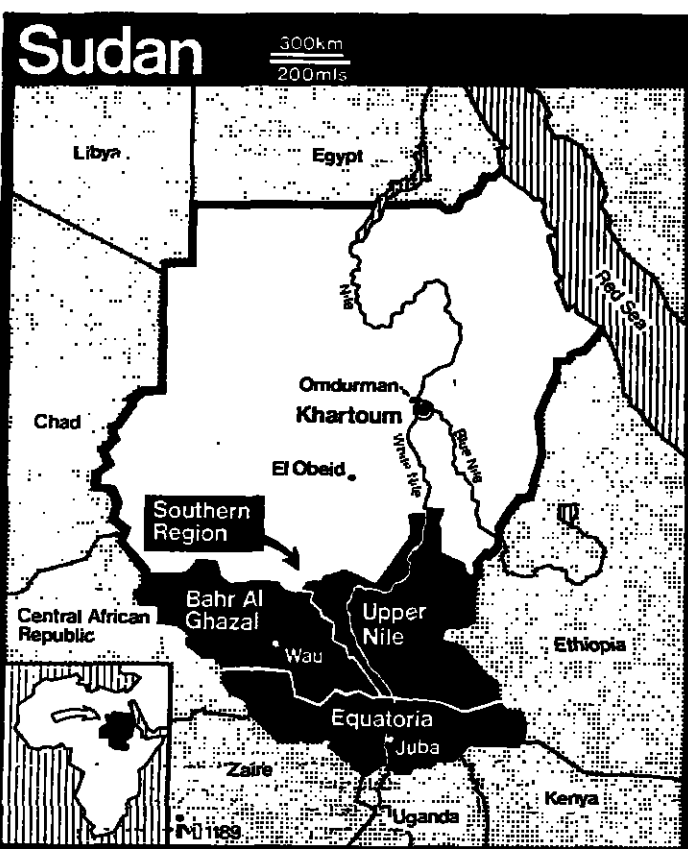 Sudan
300km
200mls
Libya
Egypt
Nile
Red Sea
Omdurman
Khartoum
Chad
White Nile
Blue Nile
El Obeid
Southern
Region
Bahr Al
Ghazal
Upper
Nile
Central African
Republic
Wau
Ethiopia
Equatoria
Juba
Zaire
Uganda
Kenya
1189